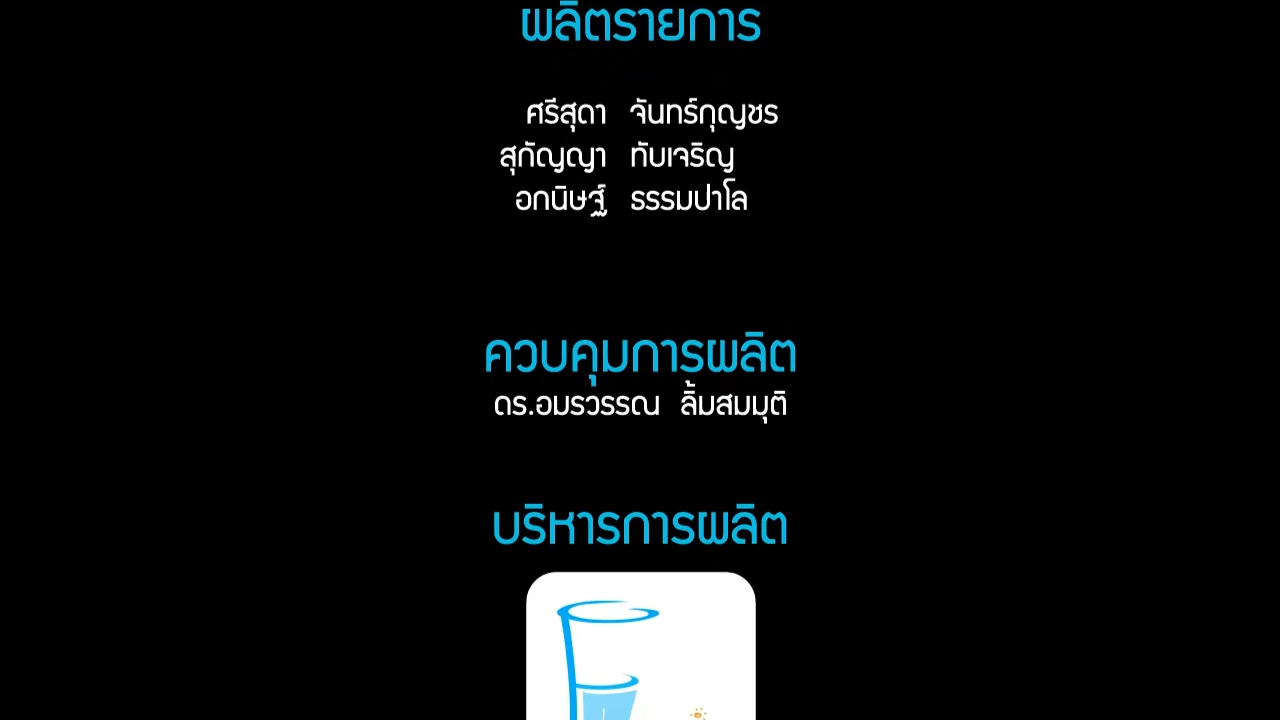 ผลิตรายการ
ศรีสุดา จันทร์กุญชร
สุกัญญา ทับเจริญ
อกนิษฐ์ ธรรมปาโล
ควบคุมการผลิต
ดร.อมรวรรณ ลิ้มสมมุติ
บริหารการผลิต